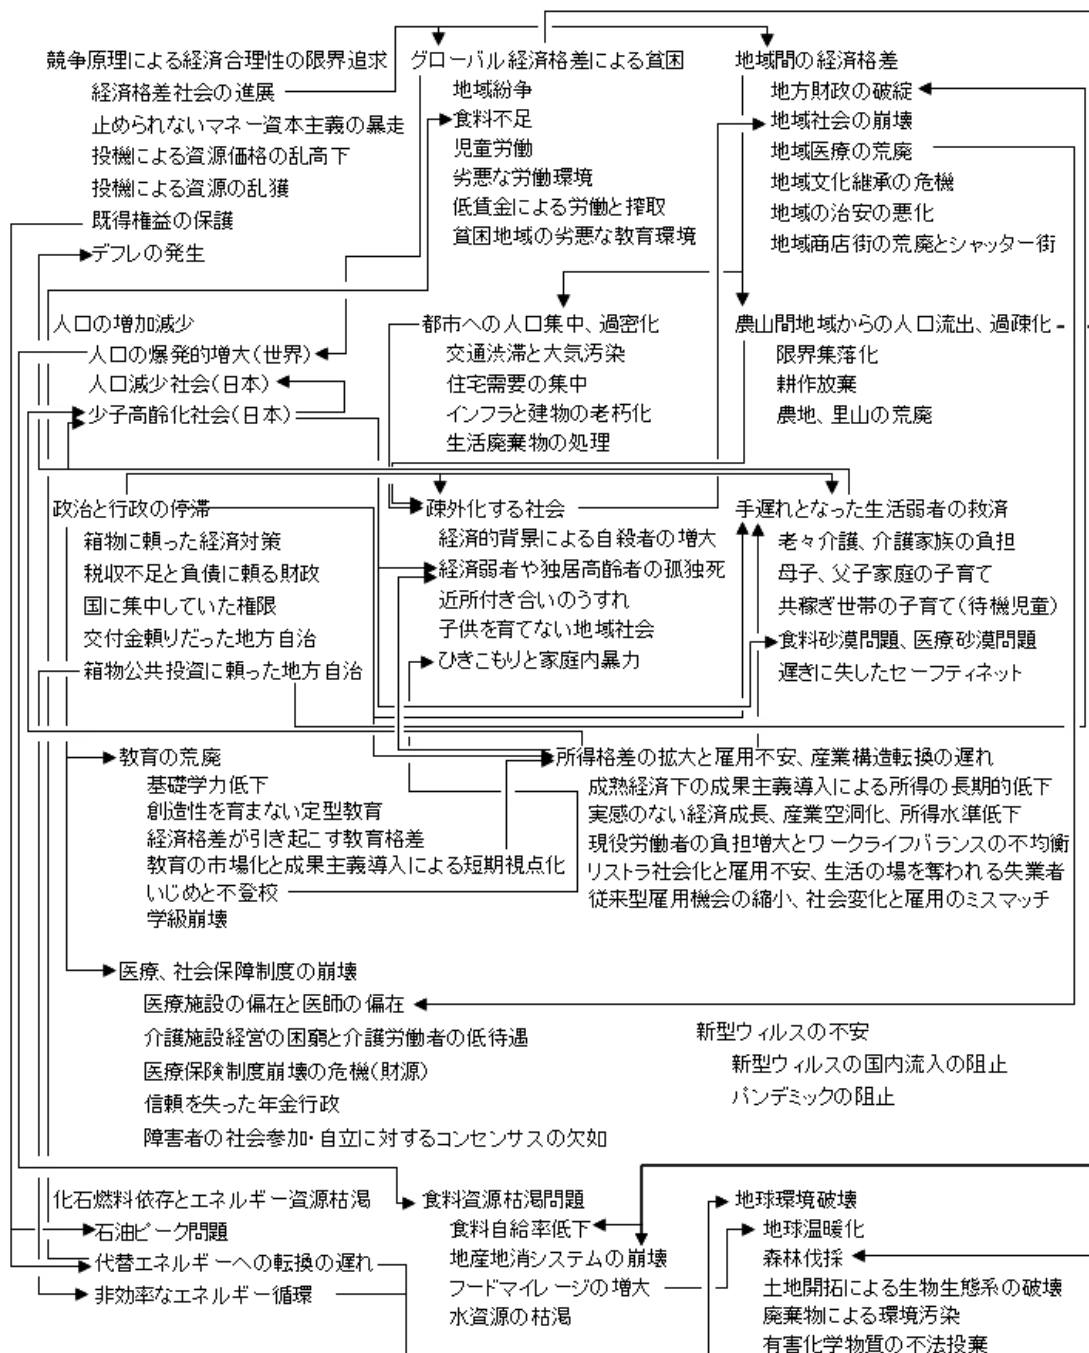 競争原理による経済合理性の限界追求
経済格差社会の進展
止められないマネー資本主義の暴走
投機による資源価格の乱高下
投機による資源の乱獲
既得権益の保護
デフレの発生
グローバル経済格差による貧困
地域紛争
食料不足
児童労働
劣悪な労働環境
低賃金による労働と搾取
貧困地域の劣悪な教育環境
地域間の経済格差
地方財政の破綻
地域社会の崩壊
地域医療の荒廃
地域文化継承の危機
地域の治安の悪化
地域商店街の荒廃とシャッター街
人口の増加減少
人口の爆発的増大(世界)
人口減少社会(日本)
少子高齢化社会(日本)
都市への人口集中、過密化
交通渋滞と大気汚染
住宅需要の集中
インフラと建物の老朽化
生活廃棄物の処理
農山間地域からの人口流出、過疎化
限界集落化
耕作放棄
農地、里山の荒廃
政治と行政の停滞
箱物に頼った経済対策
税収不足と負債に頼る財政
国に集中していた権限
交付金頼りだった地方自治
箱物公共投資に頼った地方自治
疎外化する社会
経済的背景による自殺者の増大
経済弱者や独居高齢者の孤独死
近所付き合いのうすれ
子供を育てない地域社会
ひきこもりと家庭内暴力
手遅れとなった生活弱者の救済
老々介護、介護家族の負担
母子、父子家庭の子育て
共稼ぎ世帯の子育て(待機児童)
食料砂漠問題、医療砂漠問題
遅きに失したセーフティネット
教育の荒廃
基礎学力低下
創造性を育まない定型教育
経済格差が引き起こす教育格差
教育の市場化と成果主義導入による短期視点化
いじめと不登校
学級崩壊
所得格差の拡大と雇用不安、産業構造転換の遅れ
成熟経済下の成果主義導入による所得の長期的低下
実感のない経済成長、産業空洞化、所得水準低下
現役労働者の負担増大とワークライフバランスの不均衡
リストラ社会化と雇用不安、生活の場を奪われる失業者
従来型雇用機会の縮小、社会変化と雇用のミスマッチ
医療、社会保障制度の崩壊
医療施設の偏在と医師の偏在
介護施設経営の困窮と介護労働者の低待遇
医療保険制度崩壊の危機(財源)
信頼を失った年金行政
障害者の社会参加・自立に対するコンセンサスの欠如
新型ウィルスの不安
新型ウィルスの国内流入の阻止
パンデミックの阻止
化石燃料依存とエネルギー資源枯渇
石油ピーク問題
代替エネルギーへの転換の遅れ
非効率なエネルギー循環
食料資源枯渇問題
食料自給率低下
地産地消システムの崩壊
フードマイレージの増大
水資源の枯渇
地球環境破壊
地球温暖化
森林伐採
土地開拓による生物生態系の破壊
廃棄物による環境汚染
有害化学物質の不法投棄